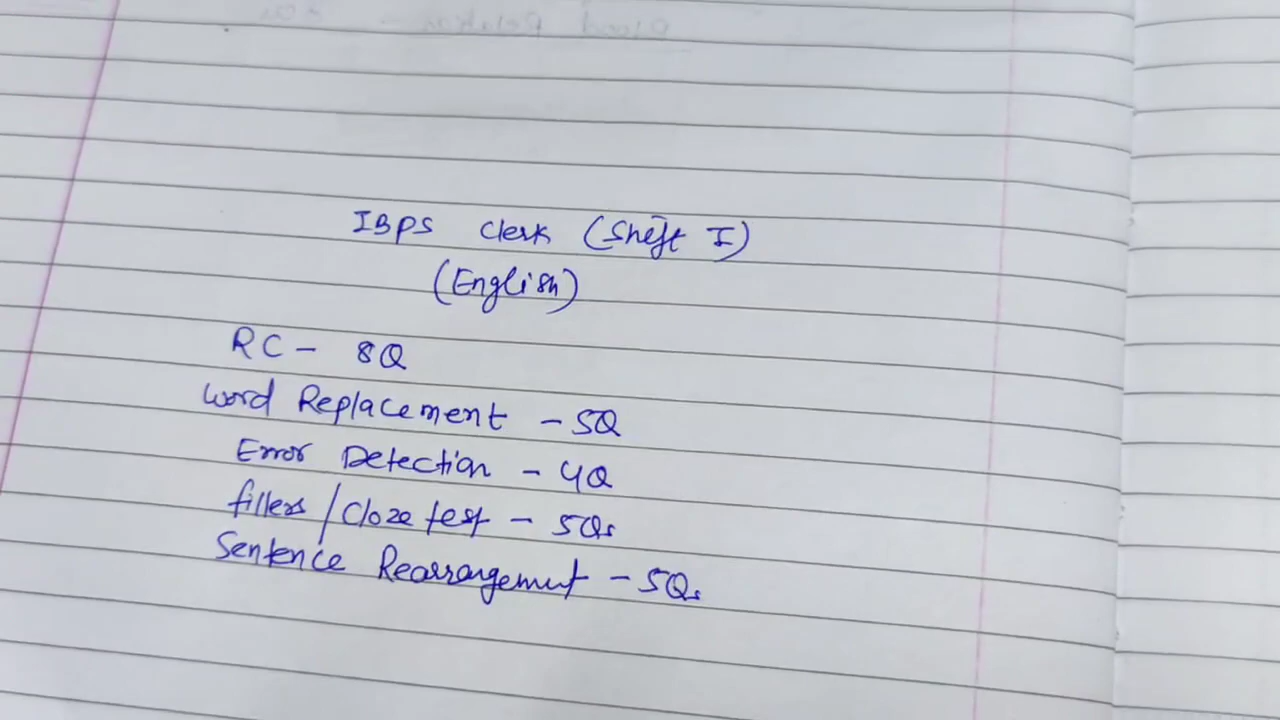 IBPS Clerk (Shift I)
(English)
RC - 8Q
Word Replacement - 5Q
Error Detection - 4Q
fillers / Cloze test - 5Qs
Sentence Rearrangement - 5Qs